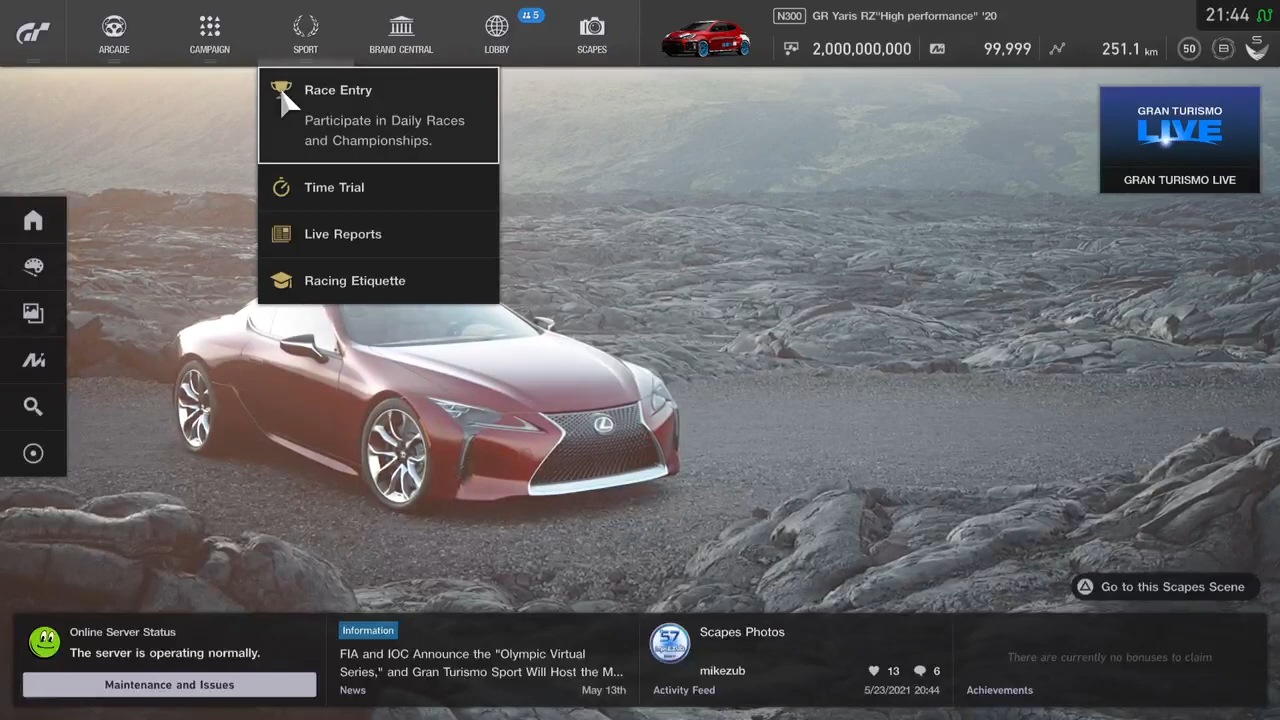 ARCADE
CAMPAIGN
SPORT
BRAND CENTRAL
LOBBY
5
SCAPES
N300 GR Yaris RZ"High performance" '20
2,000,000,000
99,999
251.1 km
50
B
S
21:44
Race Entry
Participate in Daily Races
and Championships.
Time Trial
Live Reports
Racing Etiquette
GRAN TURISMO
LIVE
GRAN TURISMO LIVE
Go to this Scapes Scene
Online Server Status
The server is operating normally.
Maintenance and Issues
Information
FIA and IOC Announce the "Olympic Virtual
Series," and Gran Turismo Sport Will Host the M...
News May 13th
57
Scapes Photos
mikezub
13 6
Activity Feed 5/23/2021 20:44
There are currently no bonuses to claim
Achievements